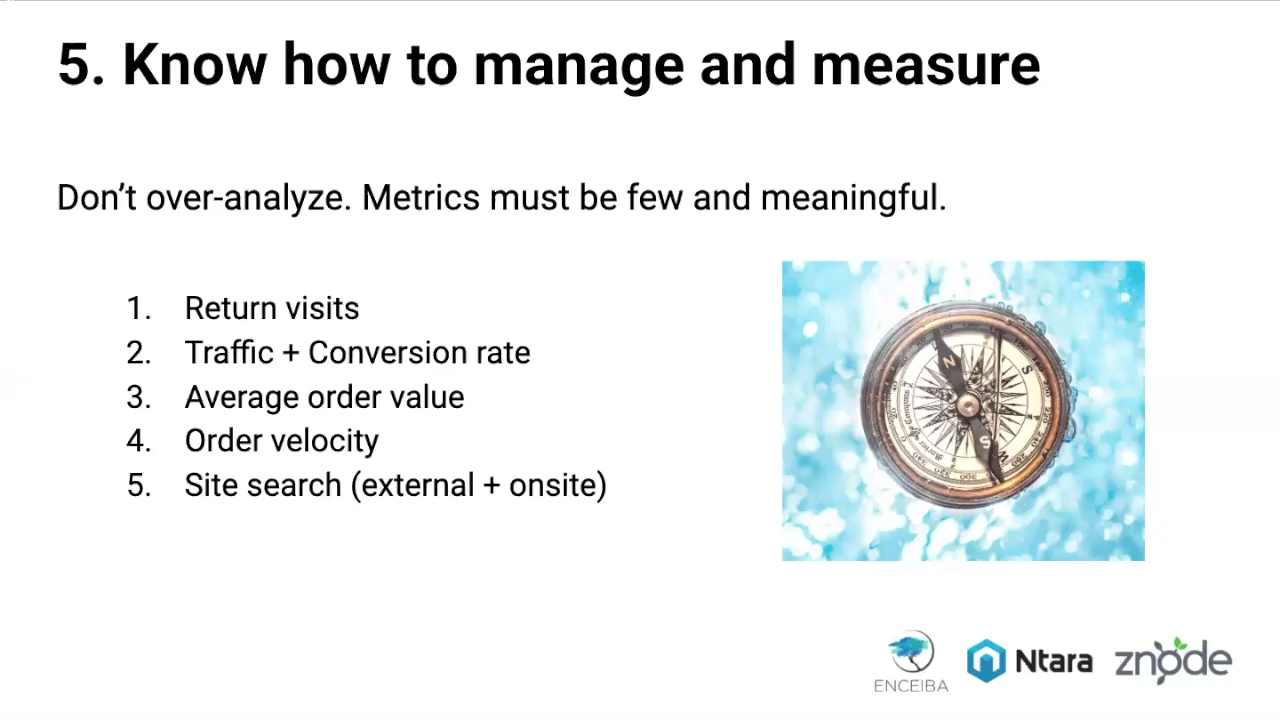 5. Know how to manage and measure
Don't over-analyze. Metrics must be few and meaningful.
1. Return visits
2. Traffic + Conversion rate
3. Average order value
4. Order velocity
5. Site search (external + onsite)
N
S
S
W
ENCEIBA
Ntara
znode